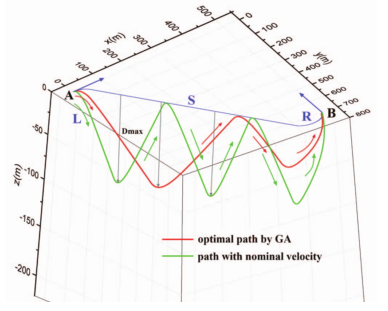 500
400
300
200
100
0
x(m)
0
100
200
300
400
500
600
700
800
y(m)
0
-50
-100
-150
-200
z(m)
A
L
Dmax
S
R
B
optimal path by GA
path with nominal velocity